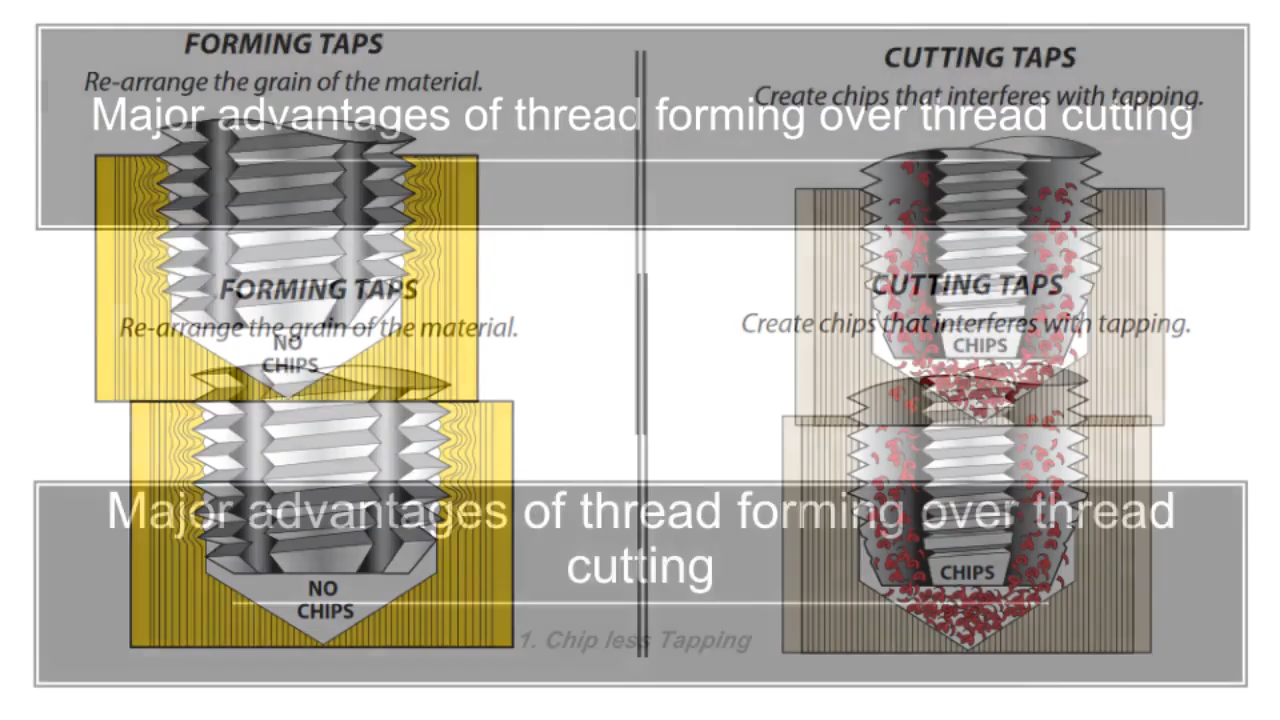 FORMING TAPS
CUTTING TAPS
Re-arrange the grain of the material.
Create chips that interferes with tapping.
Major advantages of thread forming over thread cutting
FORMING TAPS
CUTTING TAPS
Re-arrange the grain of the material.
Create chips that interferes with tapping.
NO
CHIPS
CHIPS
Major advantages of thread forming over thread
cutting
NO
CHIPS
CHIPS
1. Chip less Tapping